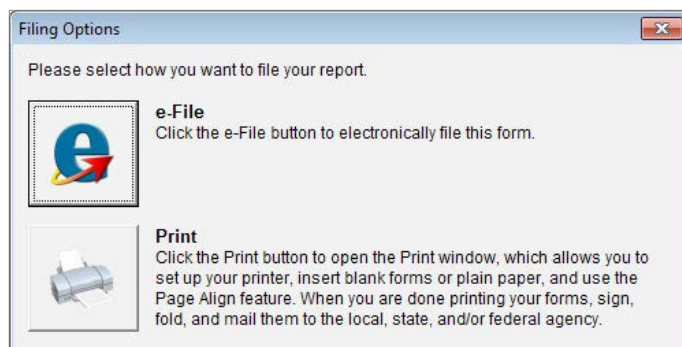 Filing Options
Please select how you want to file your report.
e-File
Click the e-File button to electronically file this form.
Print
Click the Print button to open the Print window, which allows you to
set up your printer, insert blank forms or plain paper, and use the
Page Align feature. When you are done printing your forms, sign,
fold, and mail them to the local, state, and/or federal agency.